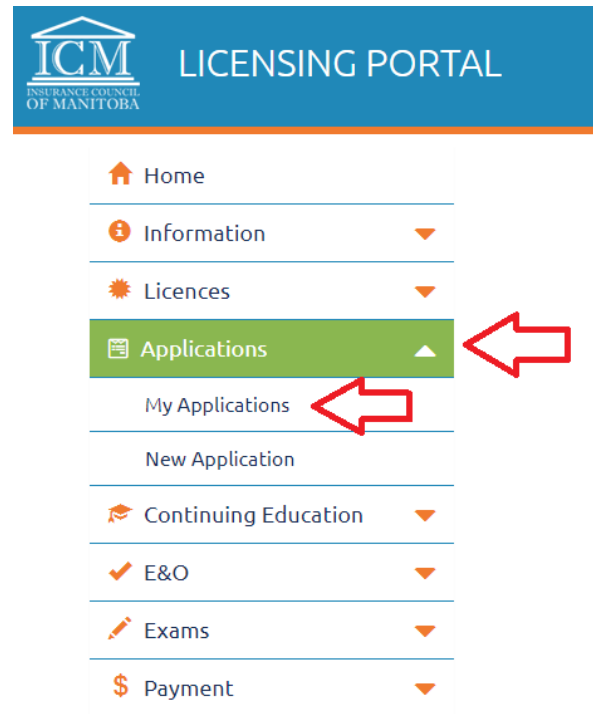 ICM
INSURANCE COUNCIL
OF MANITOBA
LICENSING PORTAL
Home
Information
Licences
Applications
My Applications
New Application
Continuing Education
E&O
Exams
$ Payment